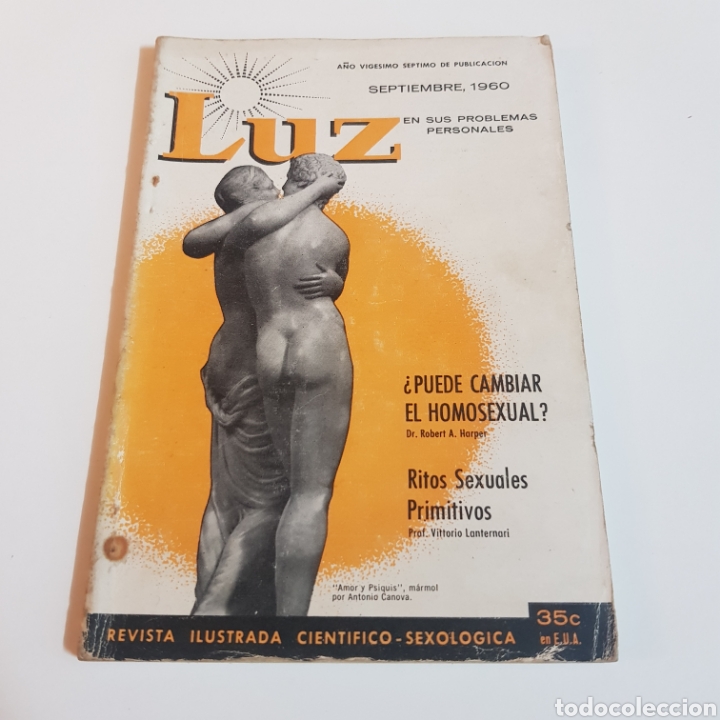 AÑO VIGESIMO SEPTIMO DE PUBLICACION
SEPTIEMBRE, 1960
Luz
EN SUS PROBLEMAS
PERSONALES
¿PUEDE CAMBIAR
EL HOMOSEXUAL?
Dr. Robert A. Harper
Ritos Sexuales
Primitivos
Prof. Vittorio Lanternari
"Amor y Psiquis", mármol
por Antonio Canova.
35c
en E.U.A.
REVISTA ILUSTRADA CIENTIFICO-SEXOLOGICA
todocoleccion